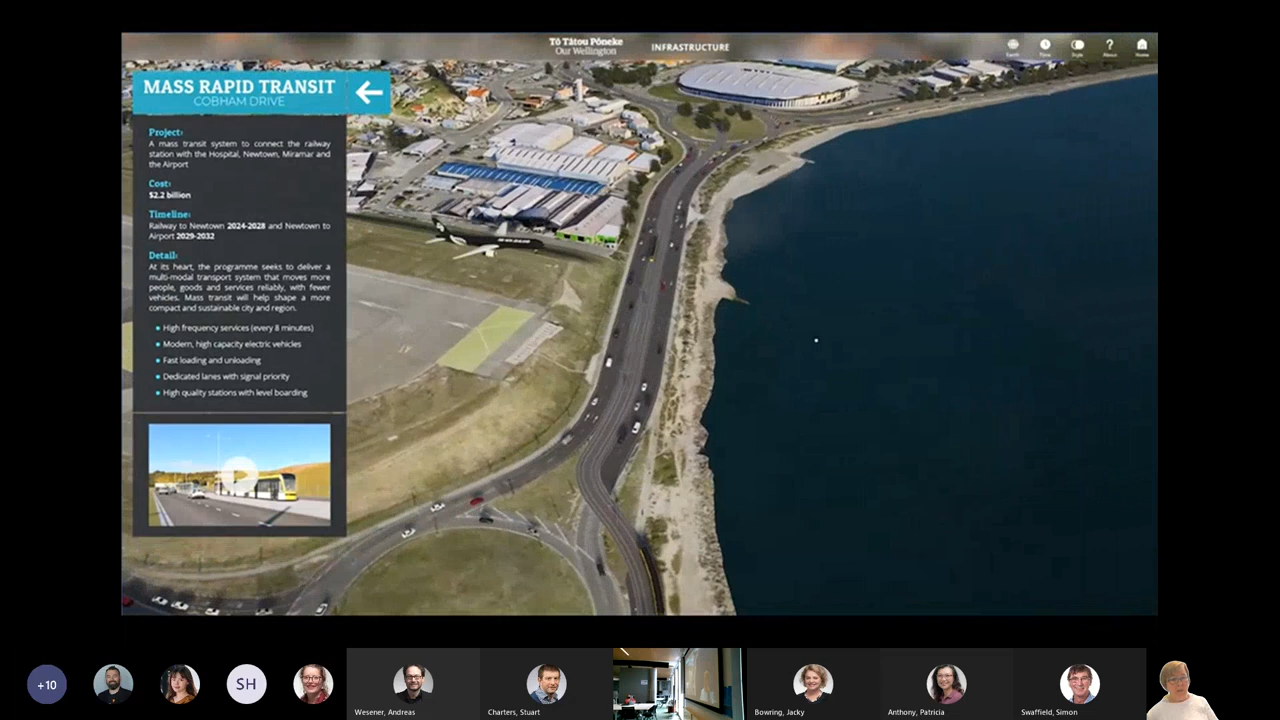 Tō Tātou Pōneke
Our Wellington
INFRASTRUCTURE
Earth
Time
Style
About
Home
MASS RAPID TRANSIT
COBHAM DRIVE
Project:
A mass transit system to connect the railway
station with the Hospital, Newtown, Miramar and
the Airport
Cost:
$2.2 billion
Timeline:
Railway to Newtown 2024-2028 and Newtown to
Airport 2029-2032
Detail:
At its heart, the programme seeks to deliver a
multi-modal transport system that moves more
people, goods and services reliably, with fewer
vehicles. Mass transit will help shape a more
compact and sustainable city and region.
High frequency services (every 8 minutes)
Modern, high capacity electric vehicles
Fast loading and unloading
Dedicated lanes with signal priority
High quality stations with level boarding
+10
SH
Wesener, Andreas
Charters, Stuart
Bowring, Jacky
Anthony, Patricia
Swaffield, Simon